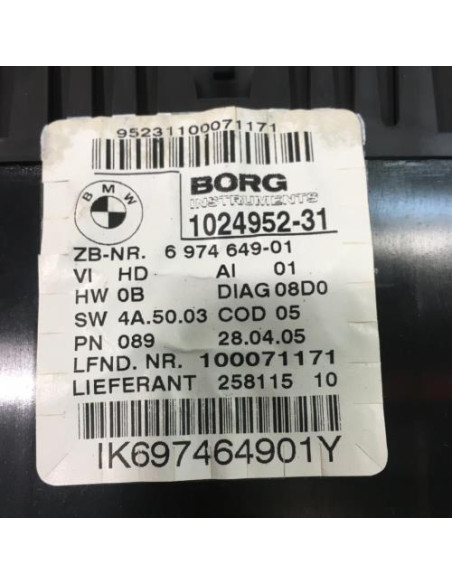 95231100071171
BMW
BORG
INSTRUMENTS
1024952-31
ZB-NR. 6 974 649-01
VI HD AI 01
HW 0B DIAG 08D0
SW 4A.50.03 COD 05
PN 089 28.04.05
LFND. NR. 100071171
LIEFERANT 258115 10
IK697464901Y